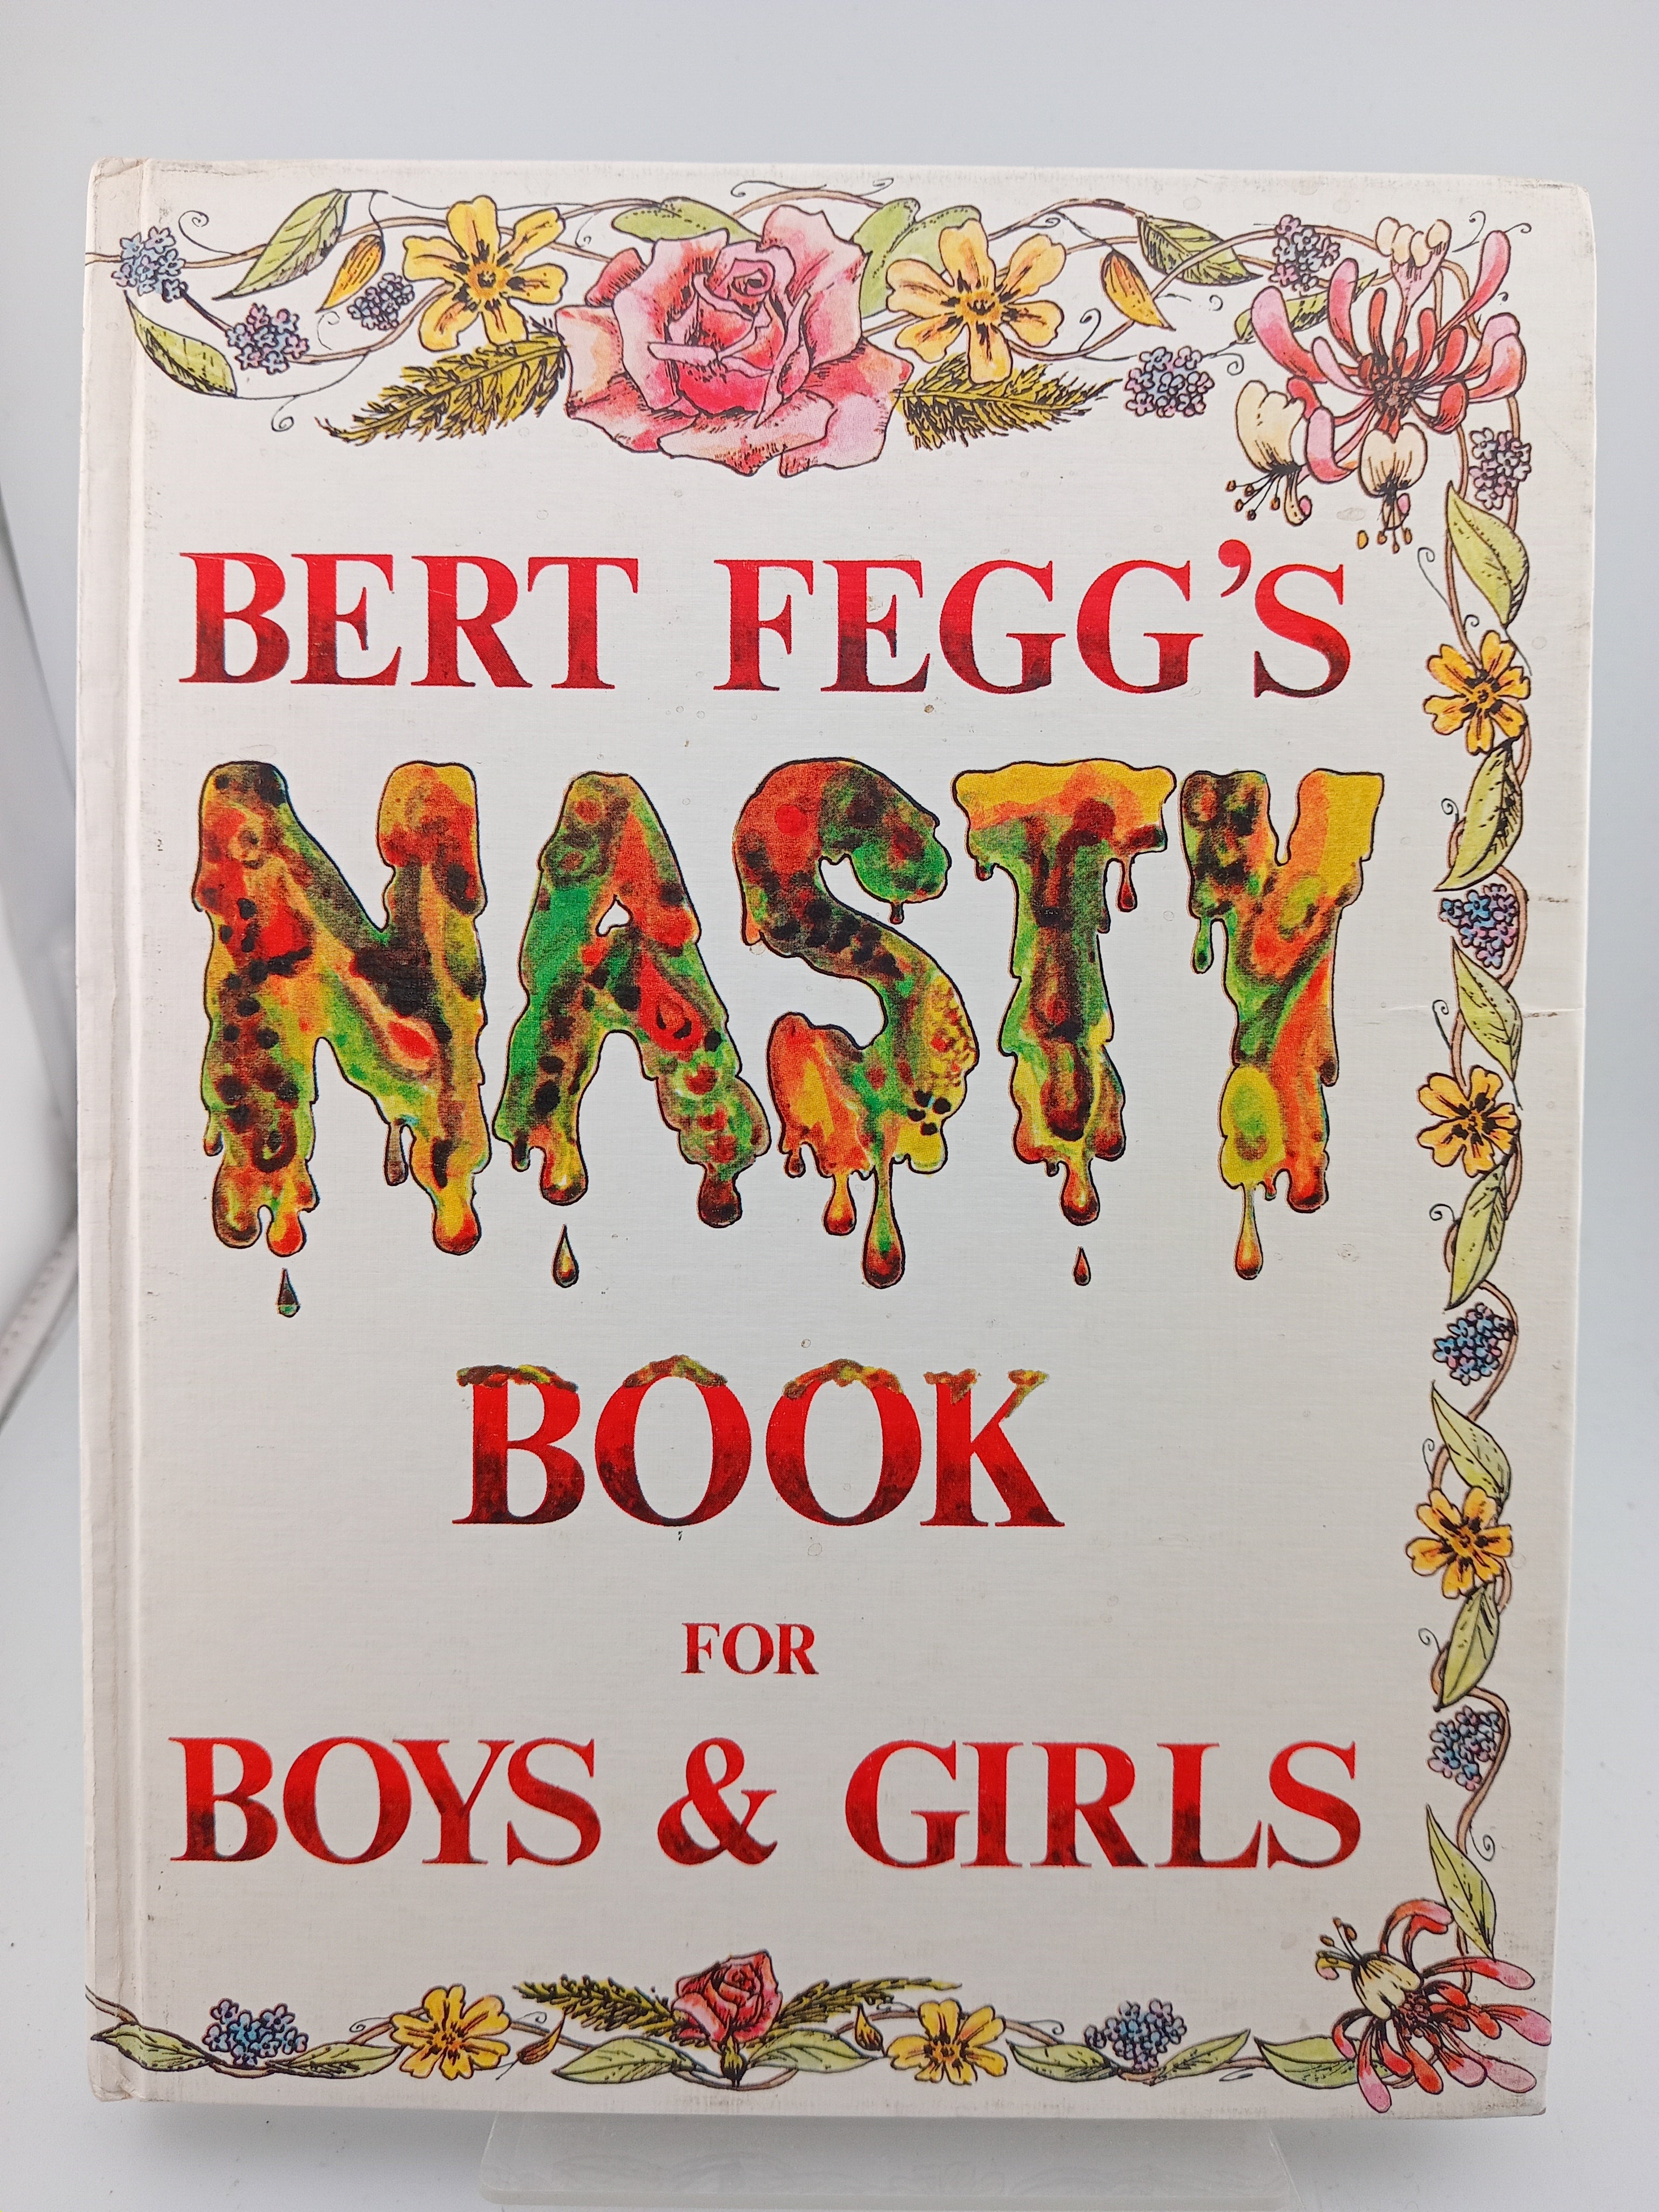 BERT FEGG'S
NASTY
BOOK
FOR
BOYS & GIRLS